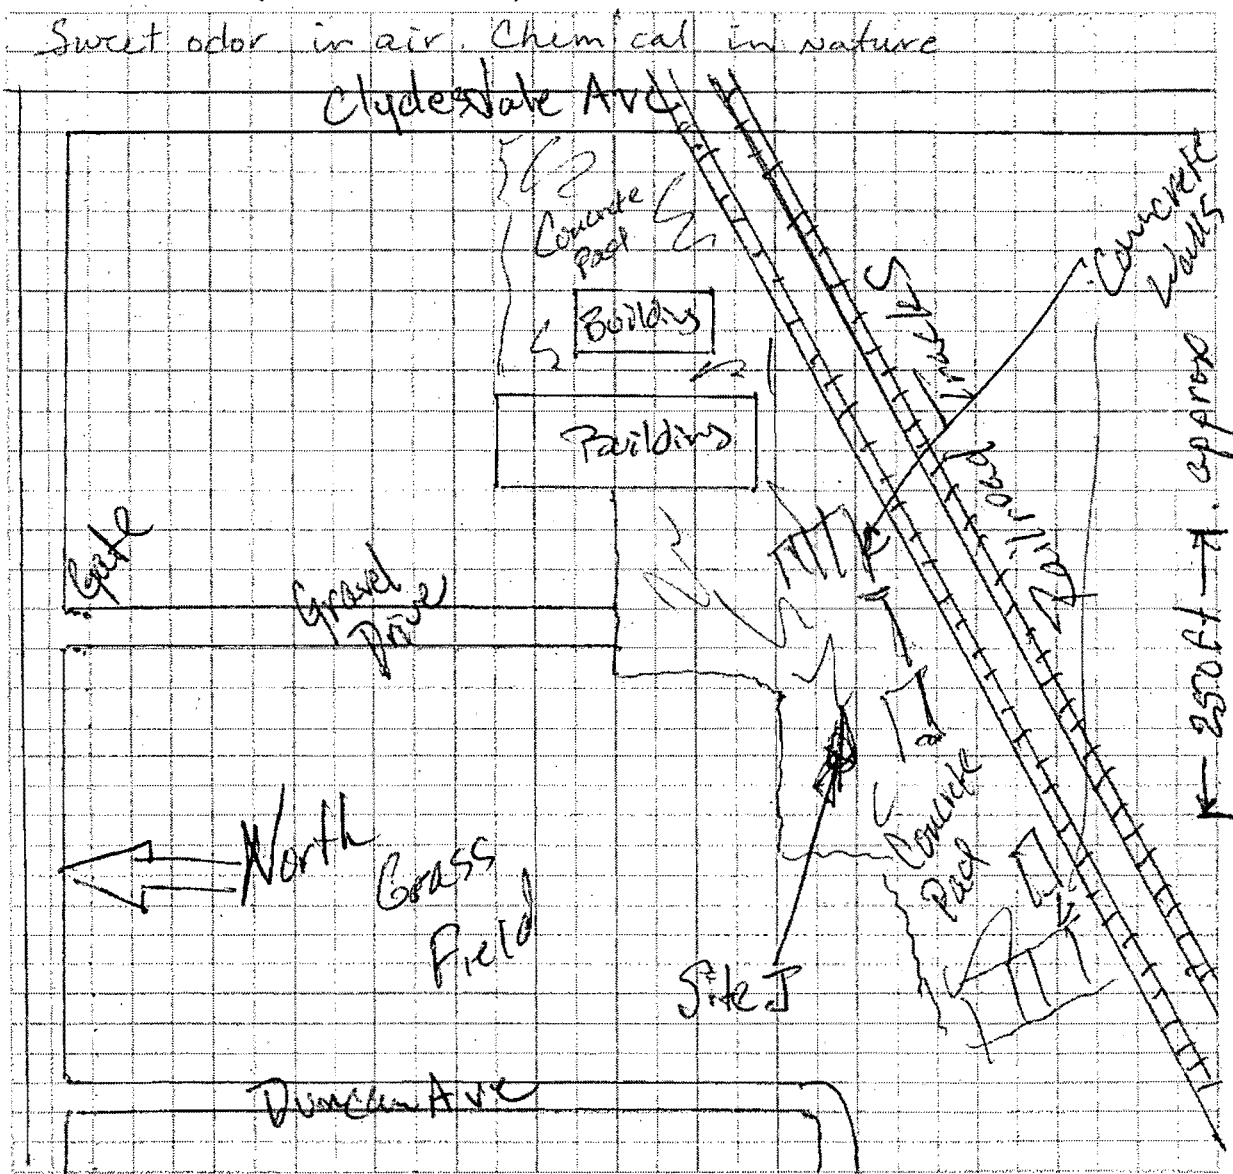 Sweet odor in air. Chemical in nature
Clydesdale Ave
Concrete
Pad
Building
Building
Concrete
Walls
Railroad Tracks
250 ft approx
Gate
Gravel
Drive
North
Grass
Field
Concrete
Pad
Site J
Duncan Ave